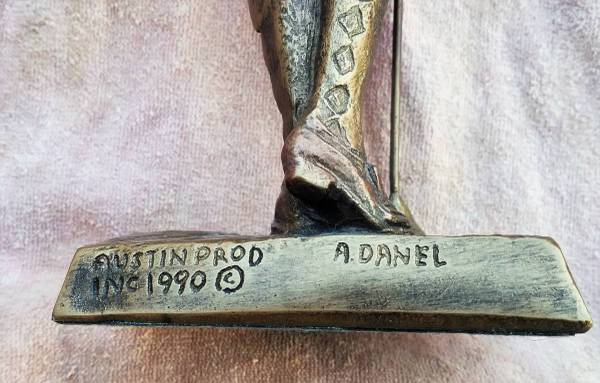 AUSTIN PROD
INC 1990 ©
A. DANEL